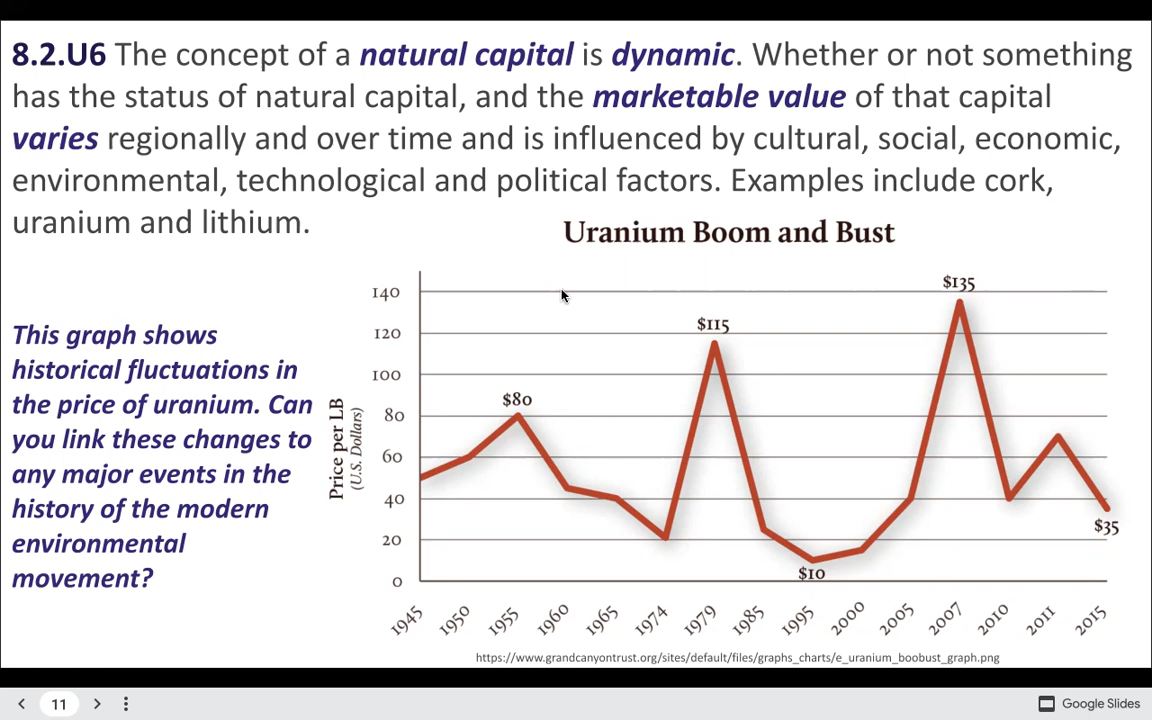 8.2.U6 The concept of a natural capital is dynamic. Whether or not something
has the status of natural capital, and the marketable value of that capital
varies regionally and over time and is influenced by cultural, social, economic,
environmental, technological and political factors. Examples include cork,
uranium and lithium.
This graph shows
historical fluctuations in
the price of uranium. Can
you link these changes to
any major events in the
history of the modern
environmental
movement?
Uranium Boom and Bust
Price per LB
(U.S. Dollars)
140
120
100
80
60
40
20
0
$80
$115
$10
$135
$35
1945
1950
1955
1960
1965
1974
1979
1985
1995
2000
2005
2007
2010
2011
2015
https://www.grandcanyontrust.org/sites/default/files/graphs_charts/e_uranium_boobust_graph.png
11
Google Slides